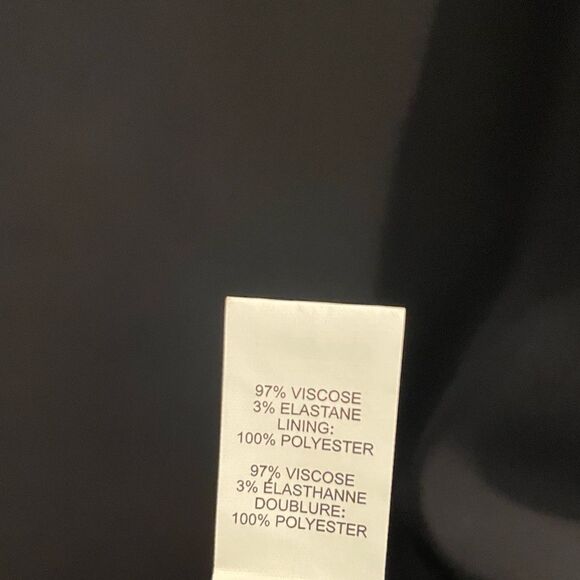 97% VISCOSE
3% ELASTANE
LINING:
100% POLYESTER
97% VISCOSE
3% ÉLASTHANNE
DOUBLURE:
100% POLYESTER